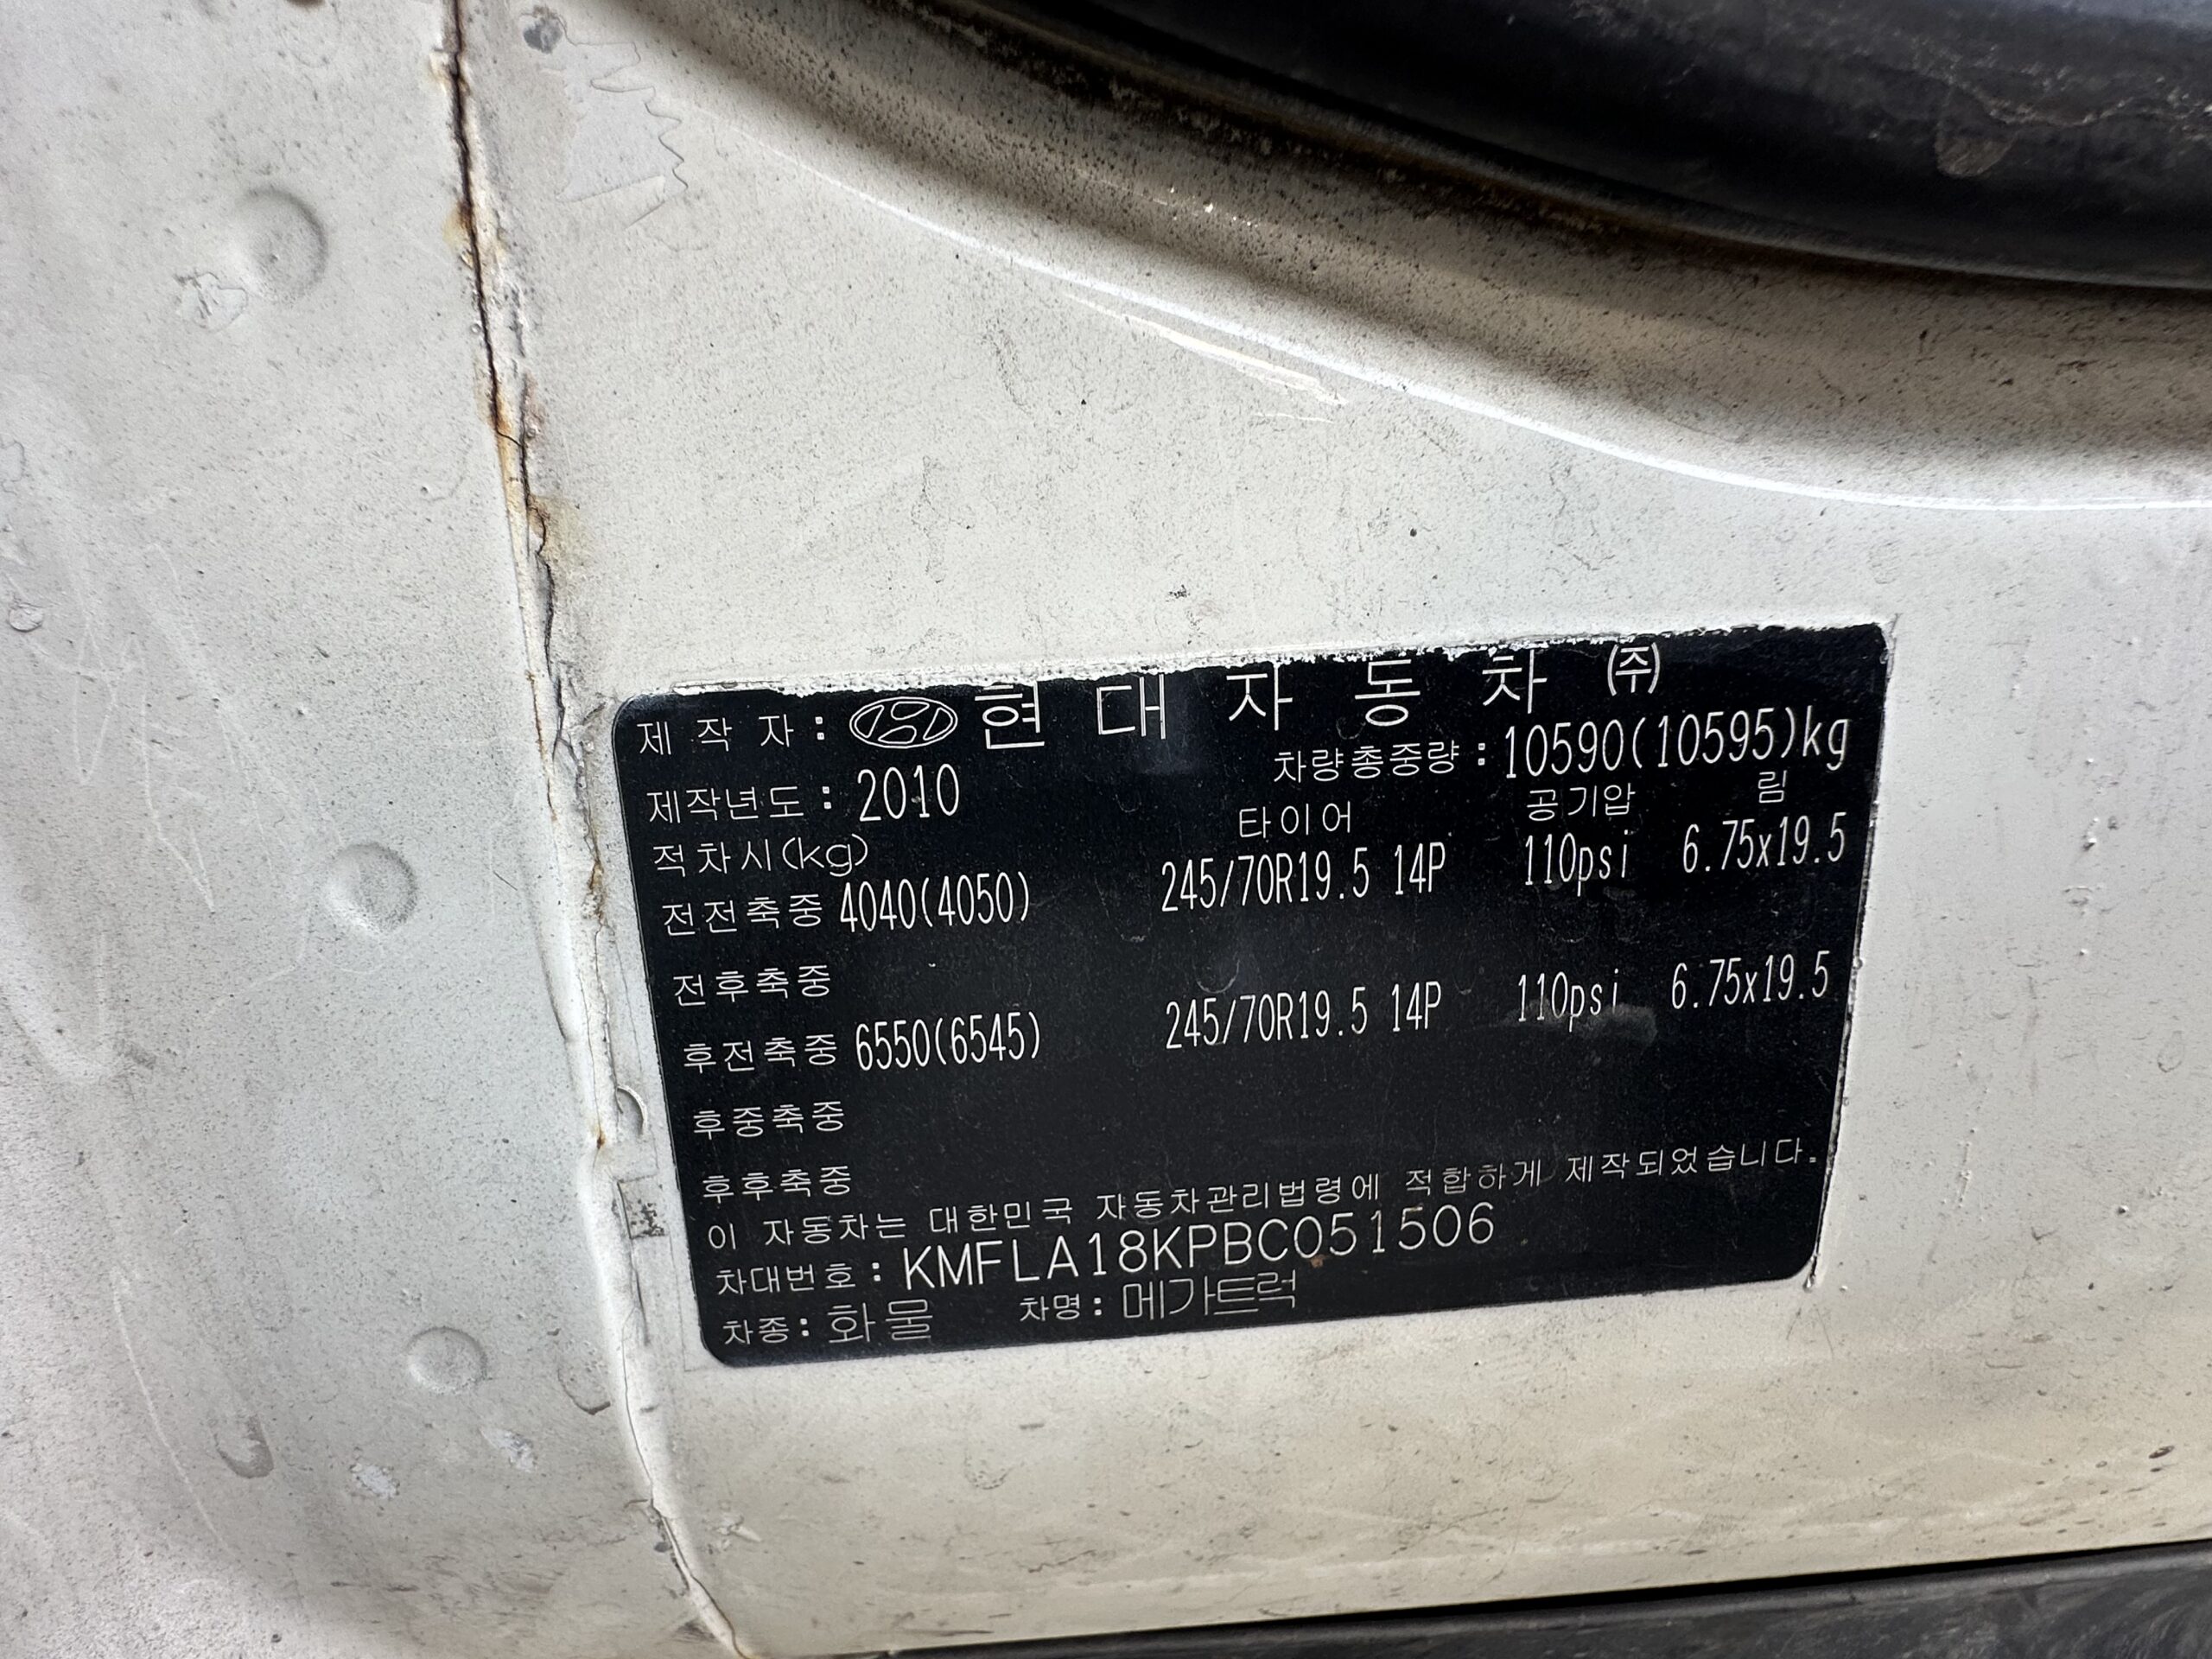 제 작 자 : 현 대 자 동 차 ㈜
제작년도 : 2010 차량총중량 : 10590(10595)kg
적차시(kg) 타이어 공기압 림
전전축중 4040(4050) 245/70R19.5 14P 110psi 6.75x19.5
전후축중
후전축중 6550(6545) 245/70R19.5 14P 110psi 6.75x19.5
후중축중
후후축중
이 자동차는 대한민국 자동차관리법령에 적합하게 제작되었습니다.
차대번호 : KMFLA18KPBC051506
차종 : 화물 차명 : 메가트럭